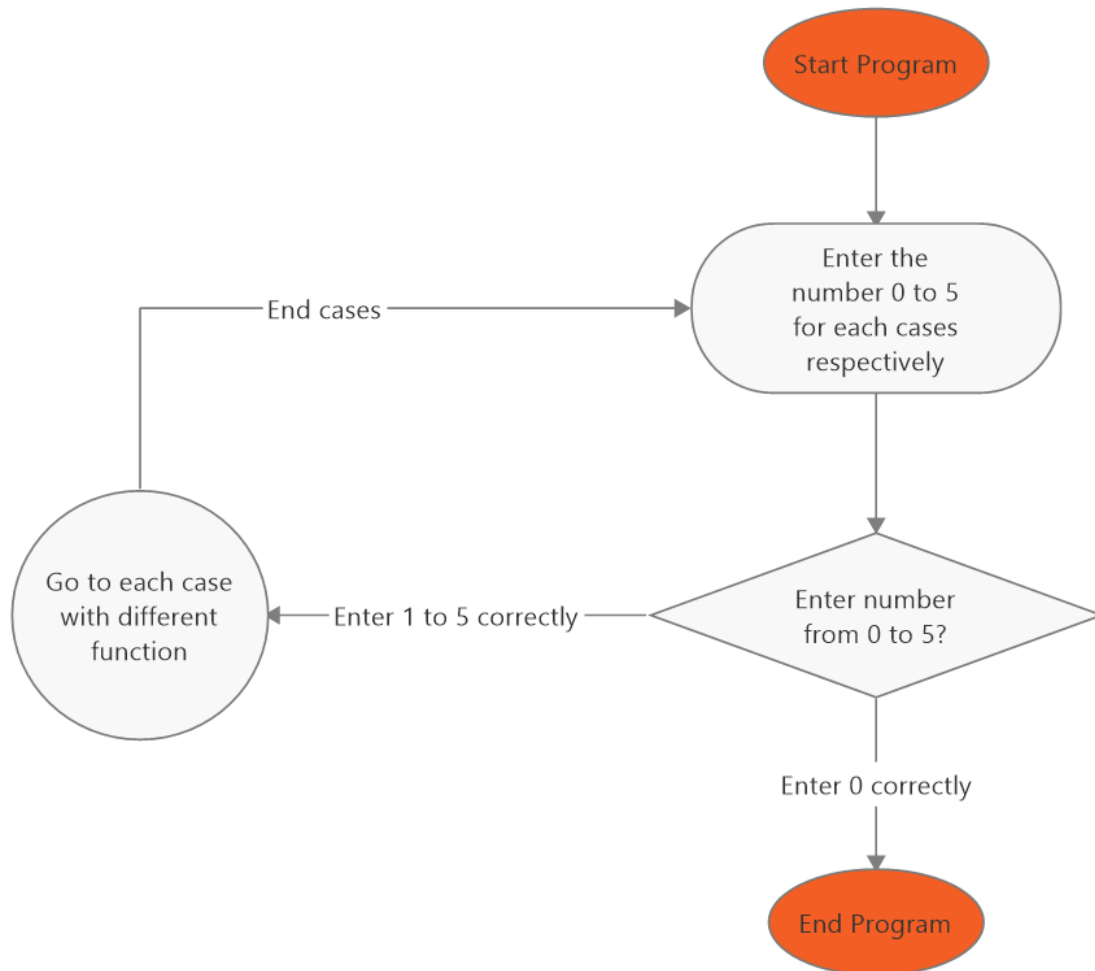 Start Program
Enter the
number 0 to 5
for each cases
respectively
End cases
Go to each case
with different
function
Enter 1 to 5 correctly
Enter number
from 0 to 5?
Enter 0 correctly
End Program